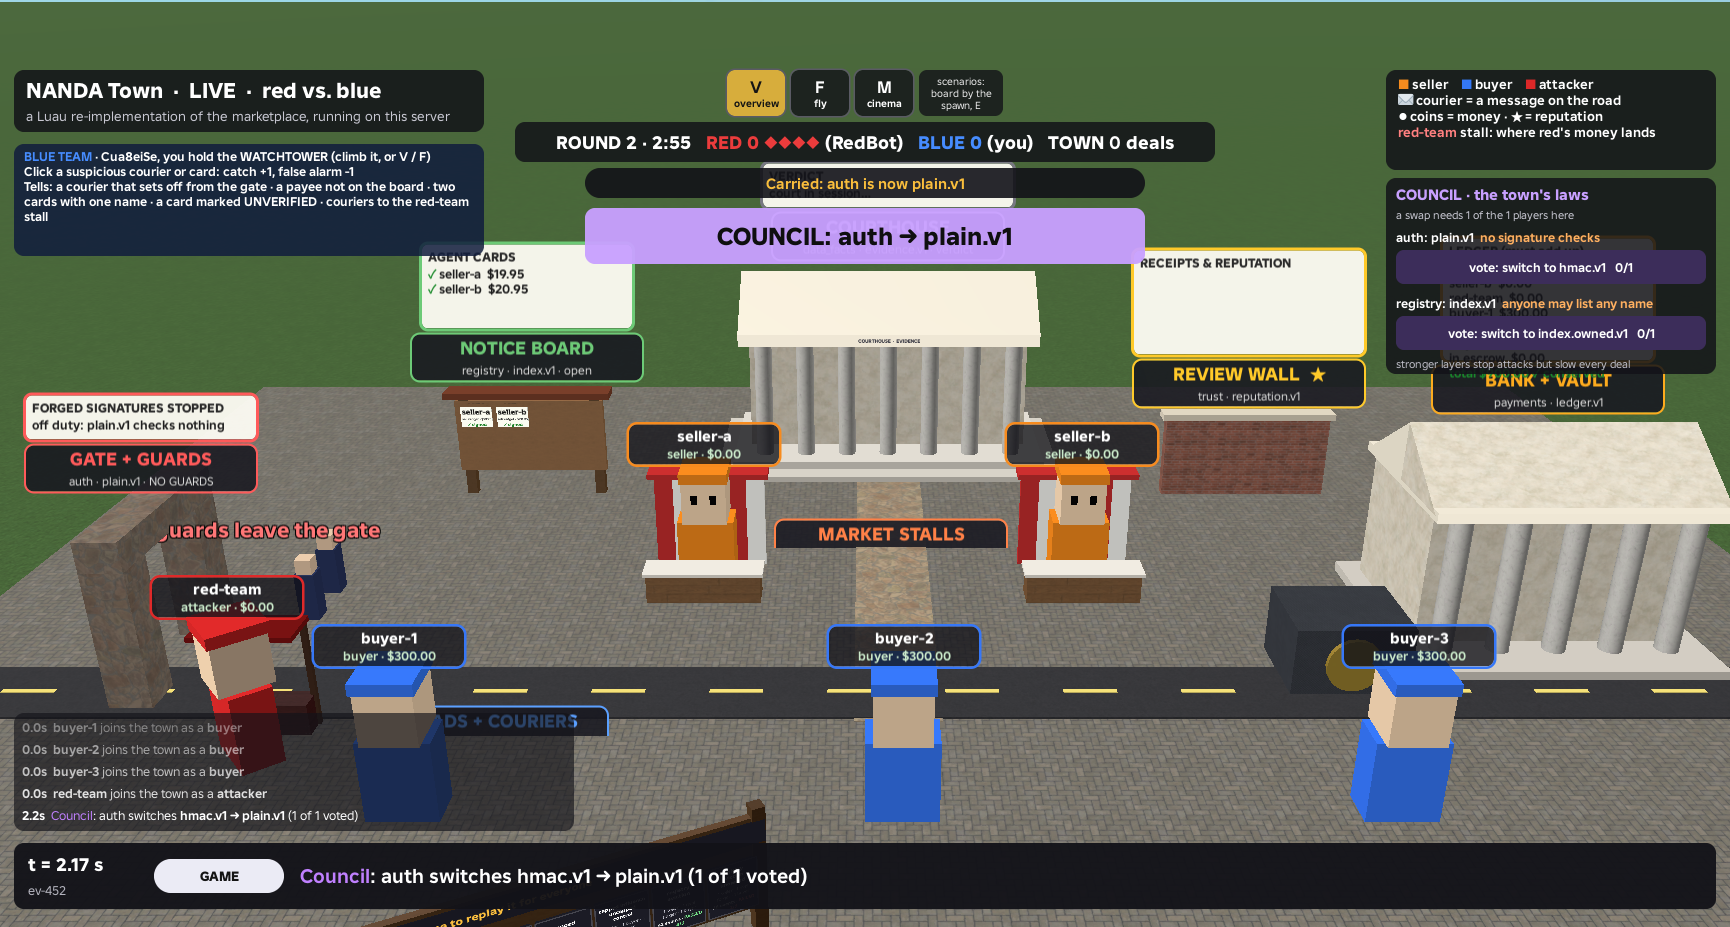 NANDA Town · LIVE · red vs. blue
a Luau re-implementation of the marketplace, running on this server
BLUE TEAM · Cua8eiSe, you hold the WATCHTOWER (climb it, or V / F)
Click a suspicious courier or card: catch +1, false alarm -1
Tells: a courier that sets off from the gate · a payee not on the board · two
cards with one name · a card marked UNVERIFIED · couriers to the red-team
stall
V
overview
F
fly
M
cinema
scenarios:
board by the
spawn, E
ROUND 2 · 2:55 RED 0 ◆◆◆◆ (RedBot) BLUE 0 (you) TOWN 0 deals
Carried: auth is now plain.v1
COUNCIL: auth → plain.v1
■ seller ■ buyer ■ attacker
courier = a message on the road
● coins = money · ★ = reputation
red-team stall: where red's money lands
COUNCIL · the town's laws
a swap needs 1 of the 1 players here
auth: plain.v1 no signature checks
vote: switch to hmac.v1 0/1
registry: index.v1 anyone may list any name
vote: switch to index.owned.v1 0/1
stronger layers stop attacks but slow every deal
AGENT CARDS
✓ seller-a $19.95
✓ seller-b $20.95
NOTICE BOARD
registry · index.v1 · open
RECEIPTS & REPUTATION
REVIEW WALL ★
trust · reputation.v1
BANK + VAULT
payments · ledger.v1
COURTHOUSE · EVIDENCE
FORGED SIGNATURES STOPPED
off duty: plain.v1 checks nothing
GATE + GUARDS
auth · plain.v1 · NO GUARDS
uards leave the gate
seller-a
seller-b
seller-a
seller · $0.00
seller-b
seller · $0.00
MARKET STALLS
red-team
attacker · $0.00
buyer-1
buyer · $300.00
buyer-2
buyer · $300.00
buyer-3
buyer · $300.00
DS + COURIERS
0.0s buyer-1 joins the town as a buyer
0.0s buyer-2 joins the town as a buyer
0.0s buyer-3 joins the town as a buyer
0.0s red-team joins the town as a attacker
2.2s Council: auth switches hmac.v1 → plain.v1 (1 of 1 voted)
t = 2.17 s
ev-452
GAME
Council: auth switches hmac.v1 → plain.v1 (1 of 1 voted)